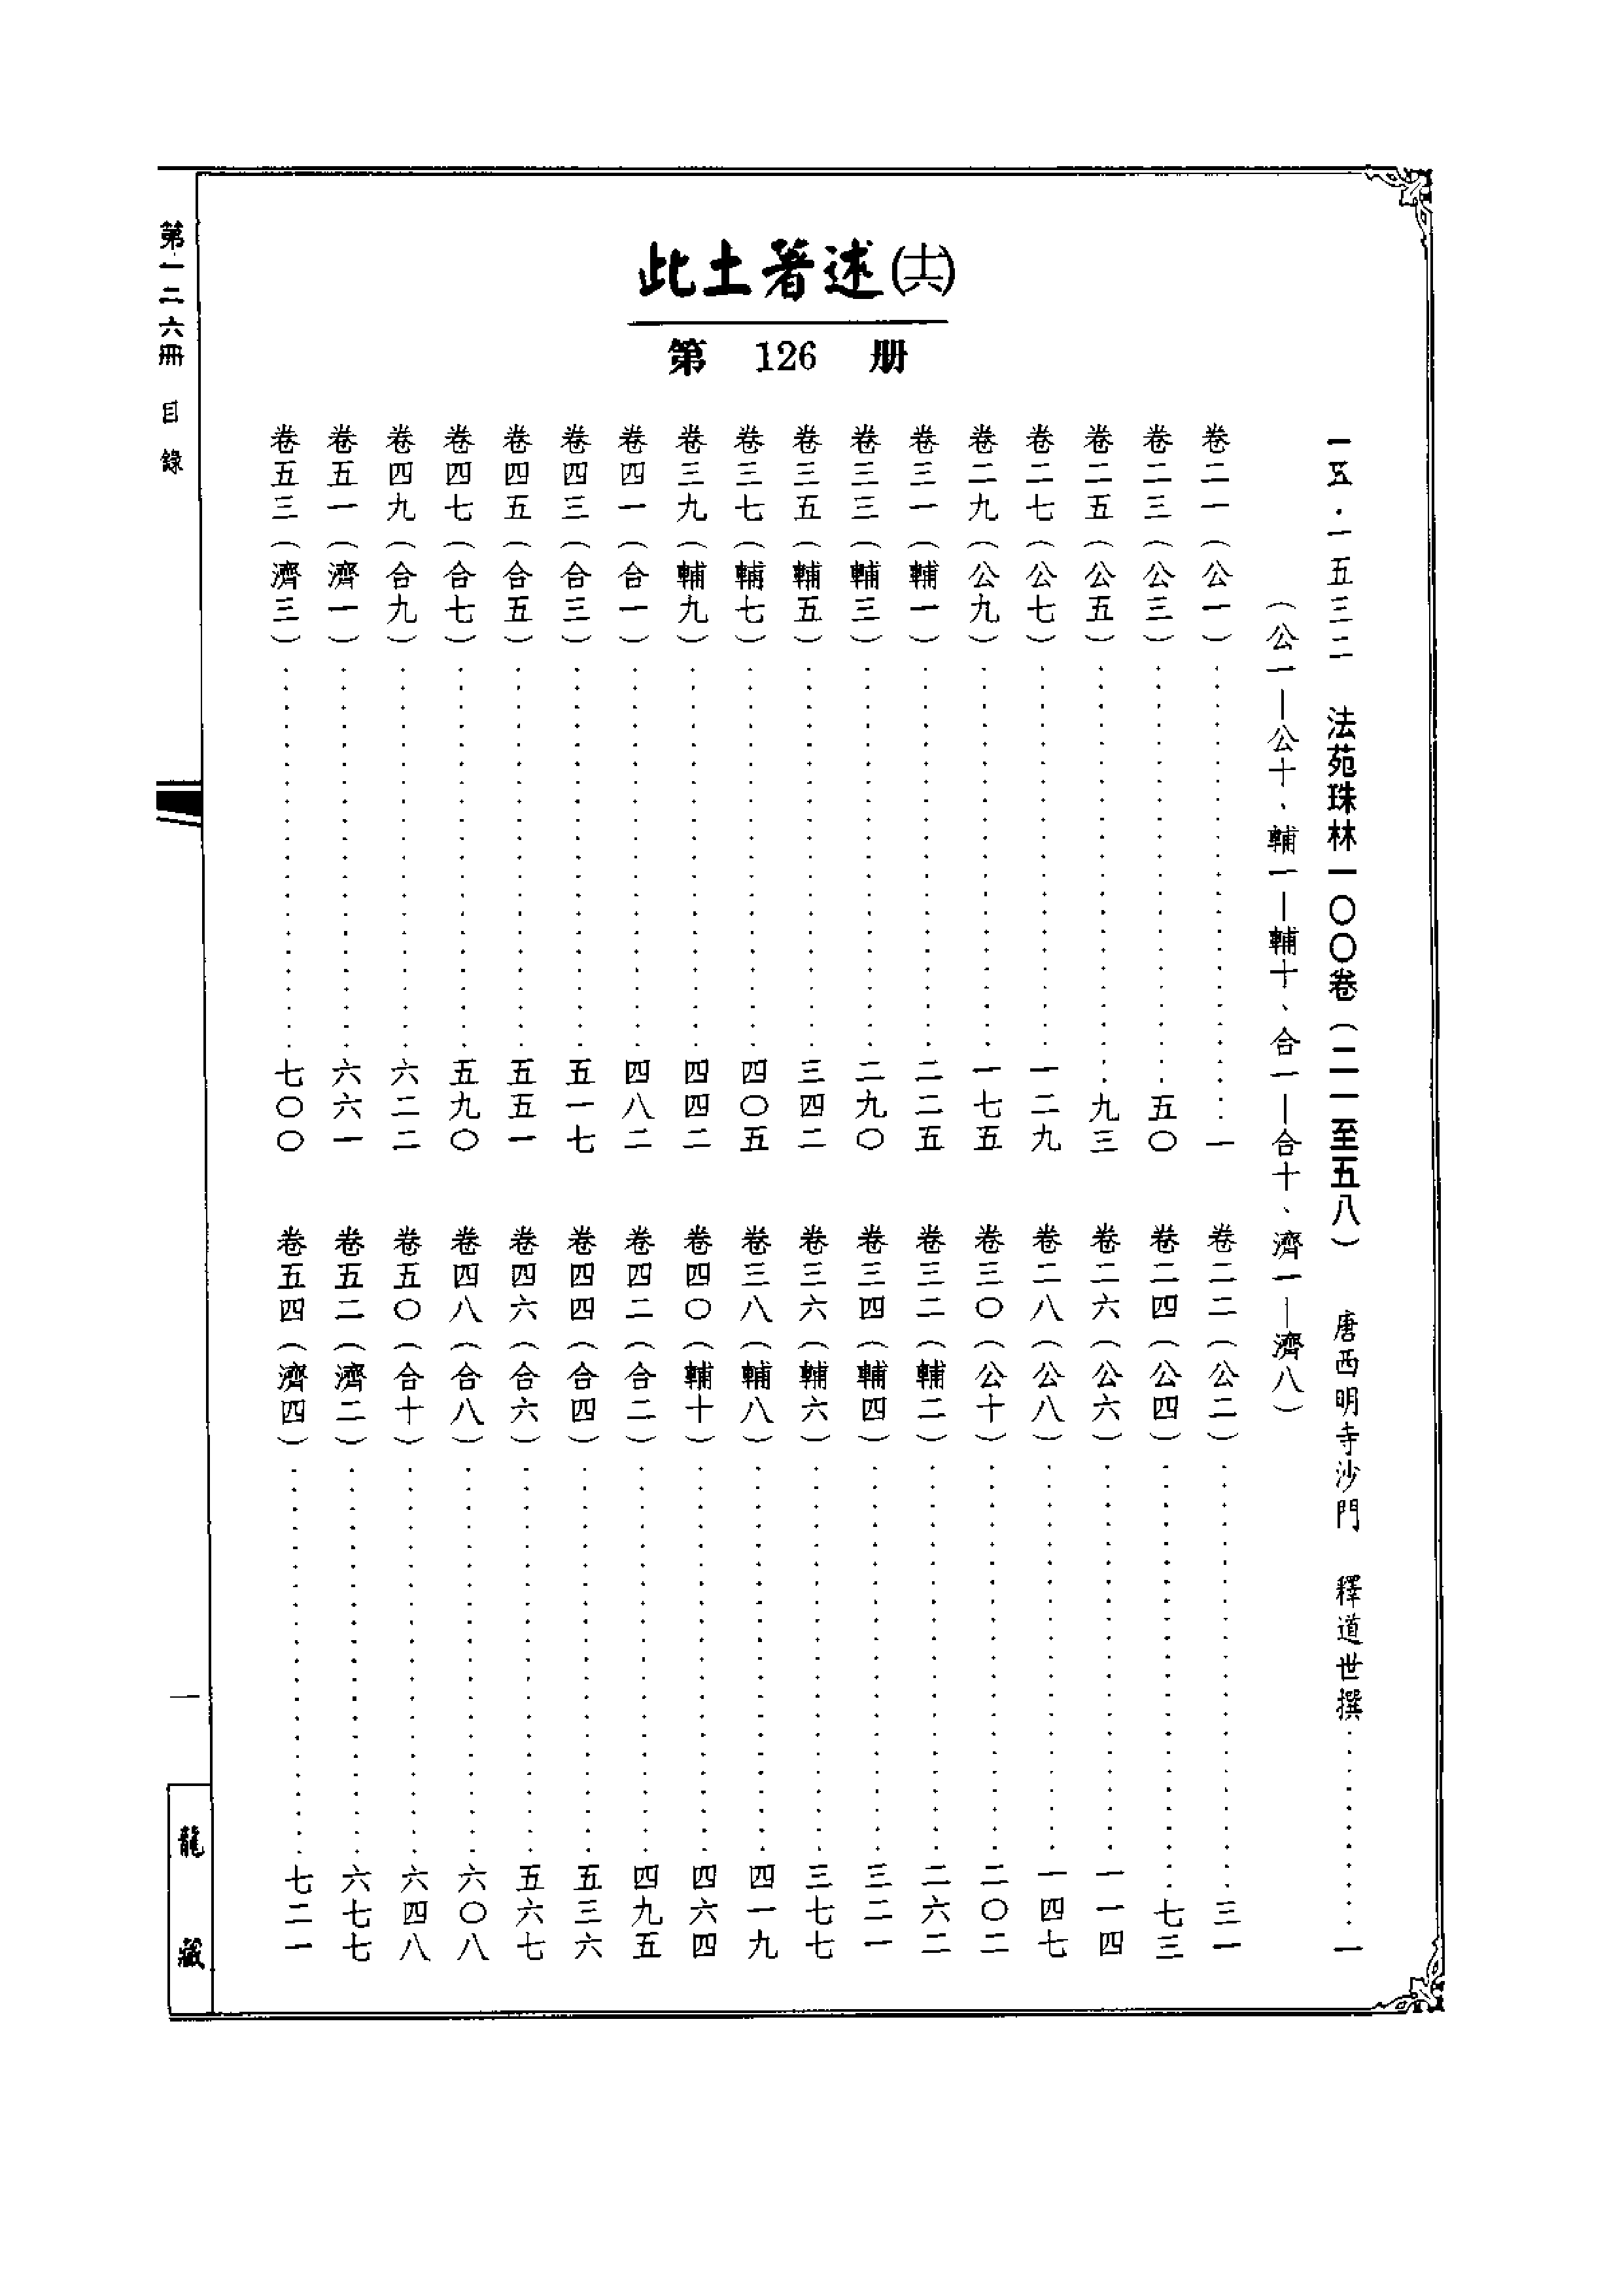 此土著述(十六)
第 126 册
一五·一五三二 法苑珠林一〇〇卷(二一至五八) 唐西明寺沙門 釋道世撰…………一
(公一—公十、輔一—輔十、合一—合十、濟一—濟八)
卷二一(公一)…………一 卷二二(公二)…………三一
卷二三(公三)…………五〇 卷二四(公四)…………七三
卷二五(公五)…………九三 卷二六(公六)…………一一四
卷二七(公七)…………一二九 卷二八(公八)…………一四七
卷二九(公九)…………一七五 卷三〇(公十)…………二〇二
卷三一(輔一)…………二二五 卷三二(輔二)…………二六二
卷三三(輔三)…………二九〇 卷三四(輔四)…………三二一
卷三五(輔五)…………三四二 卷三六(輔六)…………三七七
卷三七(輔七)…………四〇五 卷三八(輔八)…………四一九
卷三九(輔九)…………四四二 卷四〇(輔十)…………四六四
卷四一(合一)…………四八二 卷四二(合二)…………四九五
卷四三(合三)…………五一七 卷四四(合四)…………五三六
卷四五(合五)…………五五一 卷四六(合六)…………五六七
卷四七(合七)…………五九〇 卷四八(合八)…………六〇八
卷四九(合九)…………六二二 卷五〇(合十)…………六四八
卷五一(濟一)…………六六一 卷五二(濟二)…………六七七
卷五三(濟三)…………七〇〇 卷五四(濟四)…………七二一
第一二六冊 目錄
一
龍藏